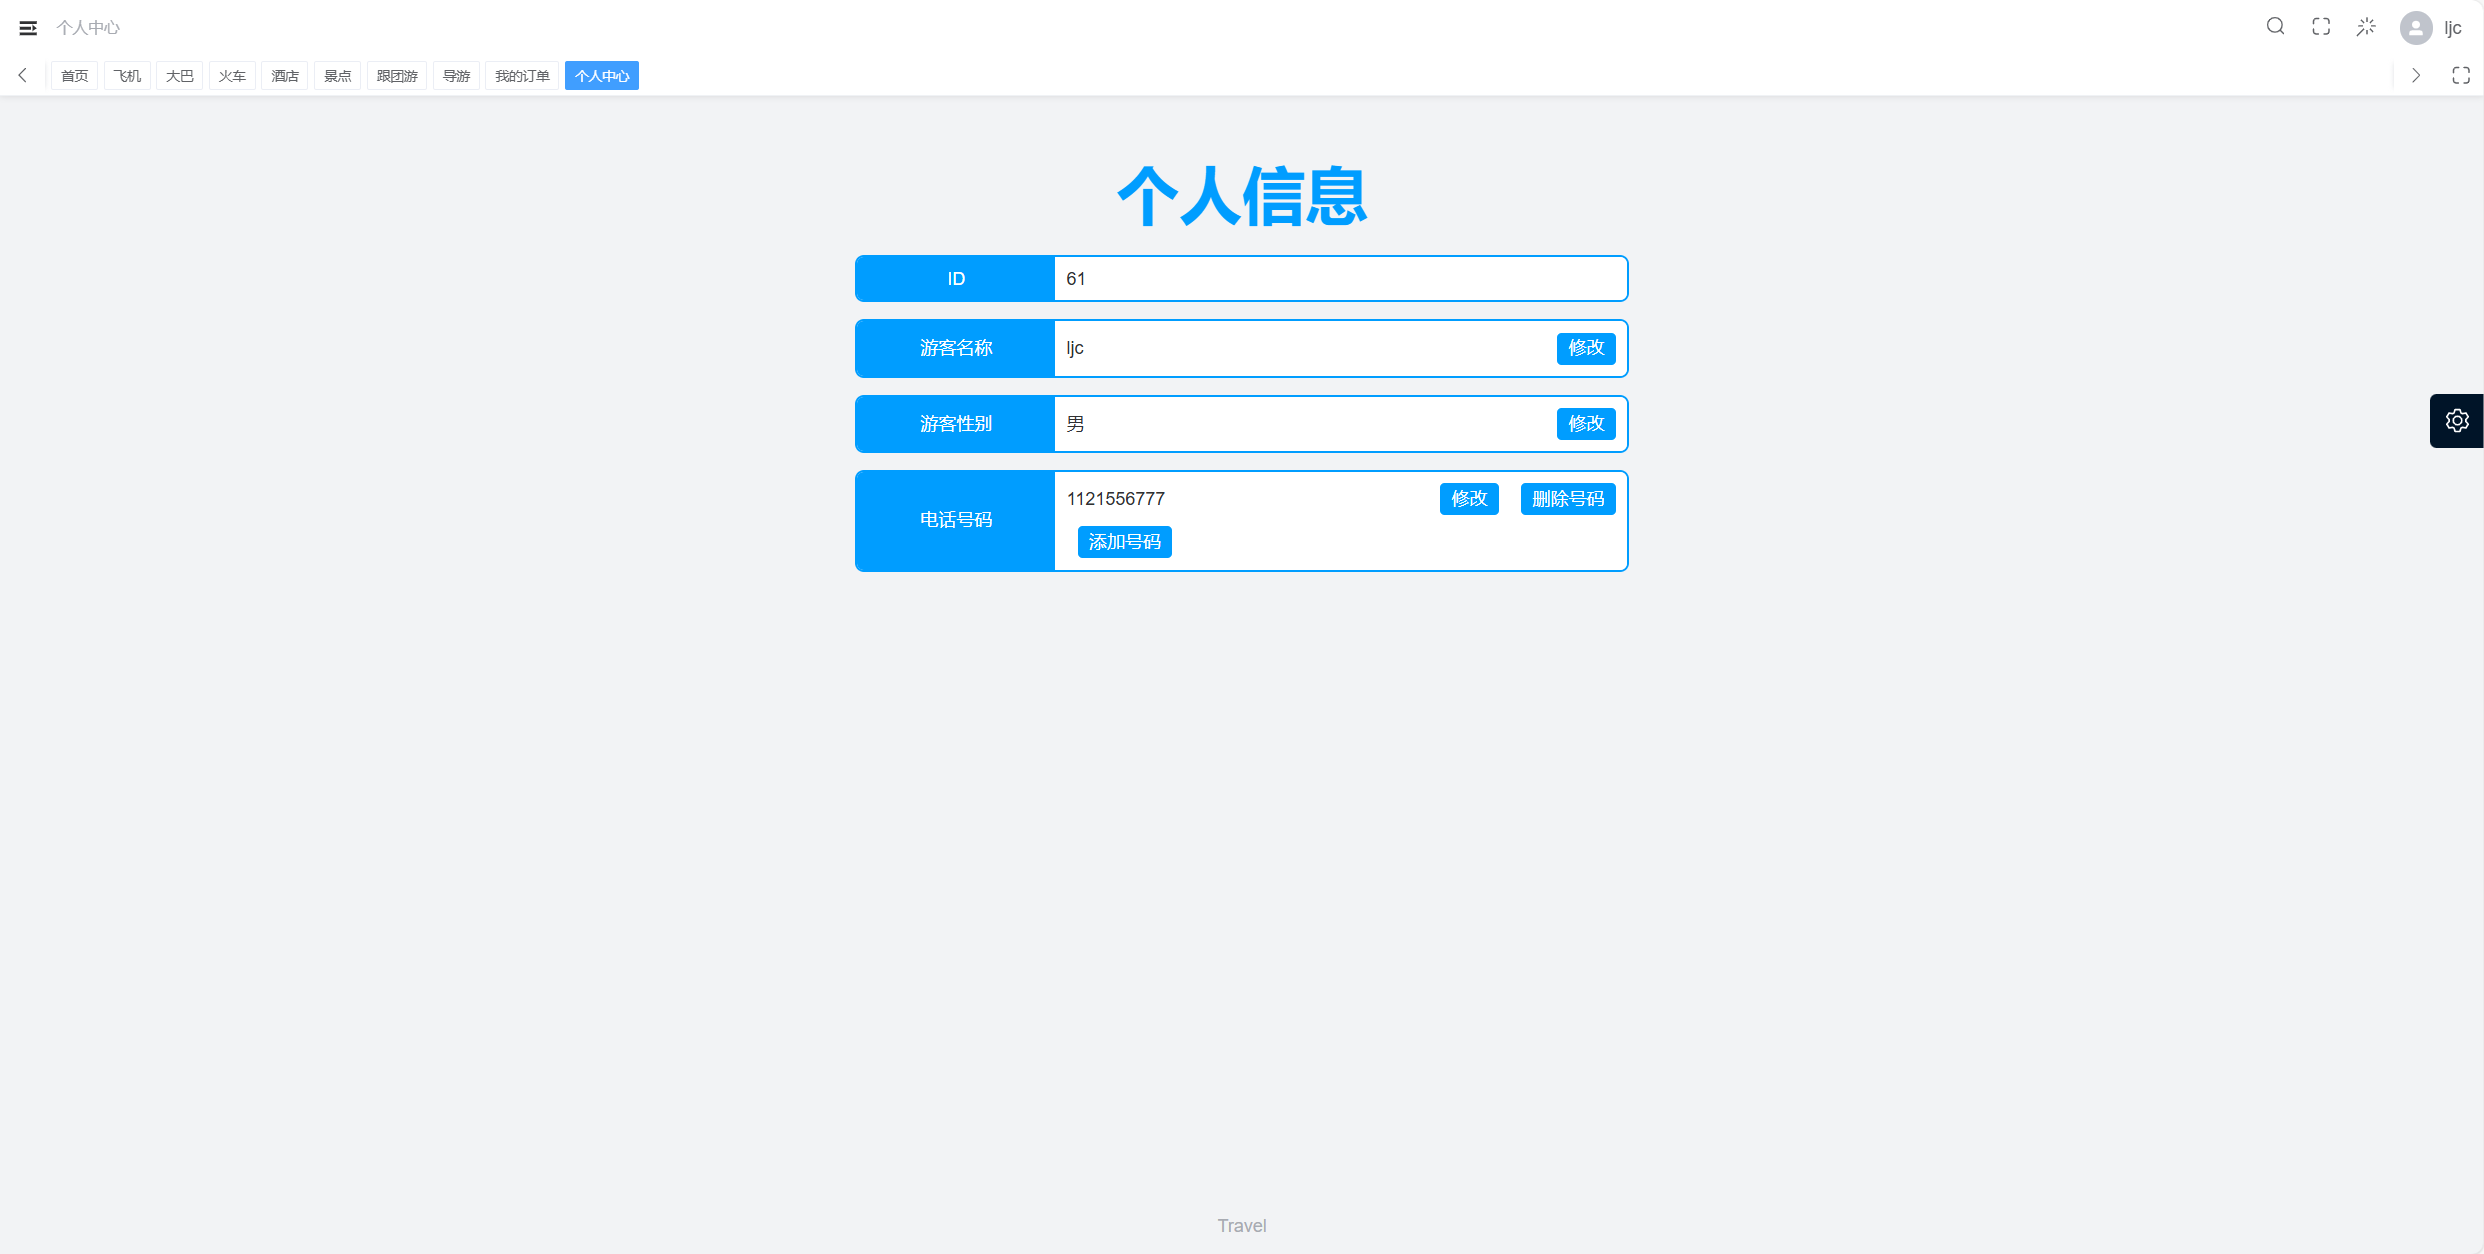 个人中心 ljc
首页 飞机 大巴 火车 酒店 景点 跟团游 导游 我的订单 个人中心
个人信息
ID 61
游客名称 ljc 修改
游客性别 男 修改
电话号码 1121556777 修改 删除号码
添加号码
Travel